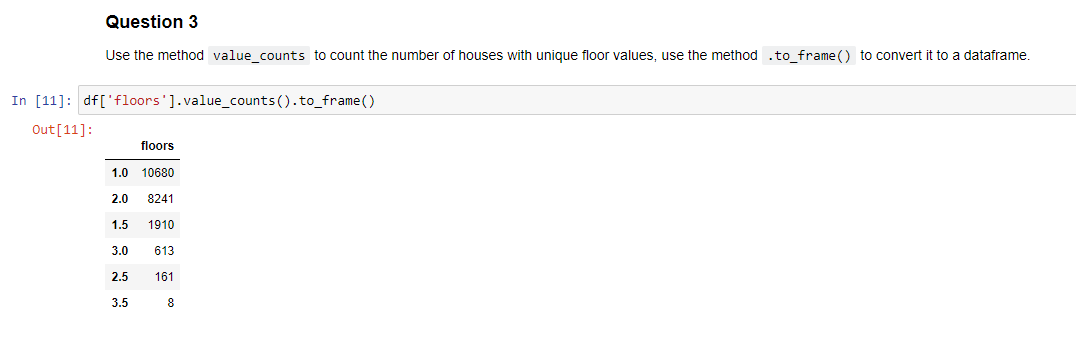 Question 3
Use the method value_counts to count the number of houses with unique floor values, use the method .to_frame() to convert it to a dataframe.
In [11]: df['floors'].value_counts().to_frame()
Out[11]:
floors
1.0 10680
2.0 8241
1.5 1910
3.0 613
2.5 161
3.5 8